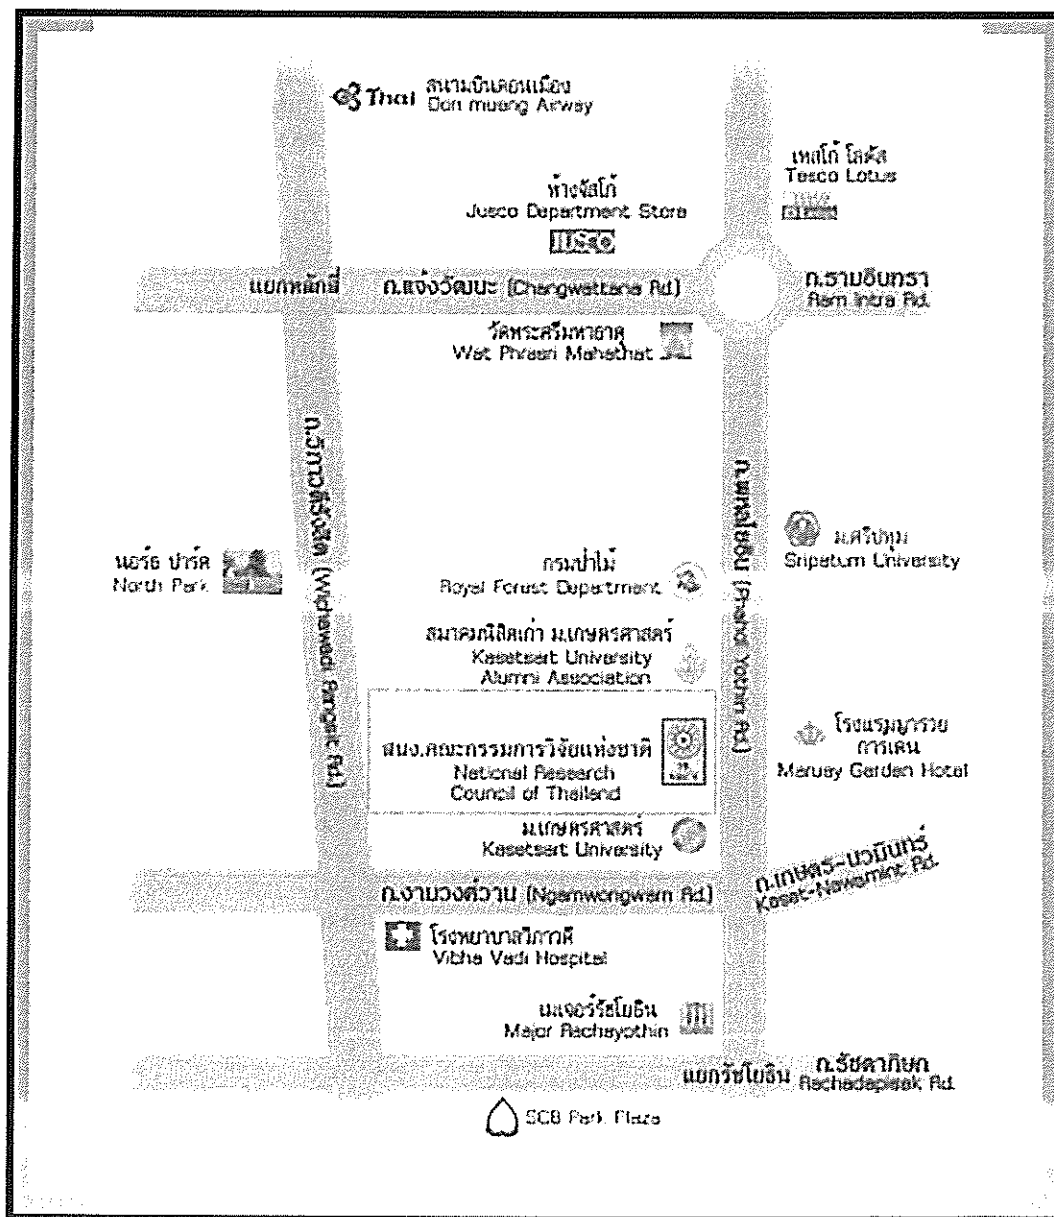 Thai
สนามบินดอนเมือง
Don muang Airway
เทสโก้ โลตัส
Tesco Lotus
ห้างจัสโก้
Jusco Department Store
JUSCO
แยกหลักสี่
ถ.แจ้งวัฒนะ (Changwattana Rd.)
ถ.รามอินทรา
Ram Intra Rd.
วัดพระศรีมหาธาตุ
Wat Phrasri Mahathat
ถ.วิภาวดีรังสิต (Wiphawadi Rangsit Rd.)
ถ.พหลโยธิน (Phahol Yothin Rd.)
ม.ศรีปทุม
Sripatum University
นอร์ธ ปาร์ค
North Park
กรมป่าไม้
Royal Forest Department
สมาคมนิสิตเก่า ม.เกษตรศาสตร์
Kasetsart University
Alumni Association
สนง.คณะกรรมการวิจัยแห่งชาติ
National Research
Council of Thailand
โรงแรมมารวย
การเดน
Maruay Garden Hotel
ม.เกษตรศาสตร์
Kasetsart University
ถ.เกษตร-นวมินทร์
Kaset-Nawamint Rd.
ถ.งามวงศ์วาน (Ngamwongwarn Rd.)
โรงพยาบาลวิภาวดี
Vibha Vadi Hospital
เมเจอร์รัชโยธิน
Major Rachayothin
แยกรัชโยธิน
ถ.รัชดาภิเษก
Rachadapisek Rd.
SCB Park Plaza